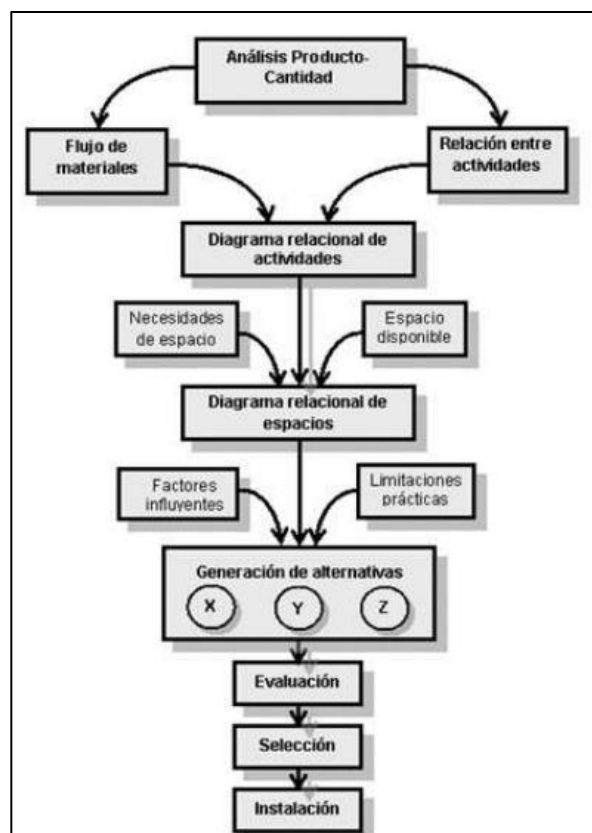 Análisis Producto-
Cantidad
Flujo de
materiales
Relación entre
actividades
Diagrama relacional de
actividades
Necesidades
de espacio
Espacio
disponible
Diagrama relacional de
espacios
Factores
influyentes
Limitaciones
prácticas
Generación de alternativas
X Y Z
Evaluación
Selección
Instalación